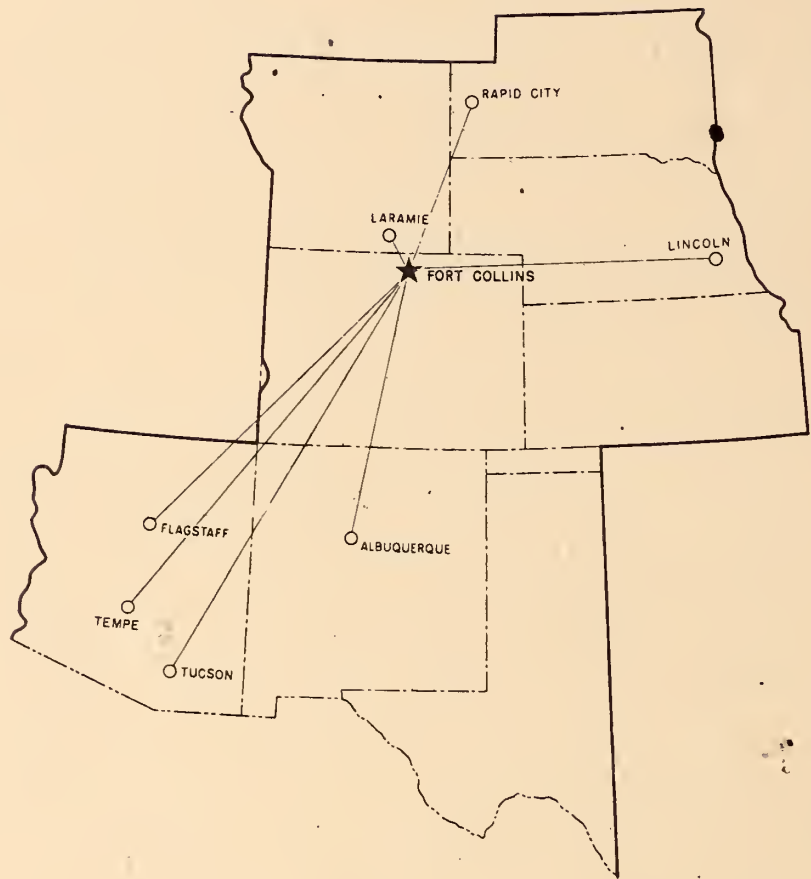 RAPID CITY
LARAMIE
LINCOLN
FORT COLLINS
FLAGSTAFF
ALBUQUERQUE
TEMPE
TUCSON